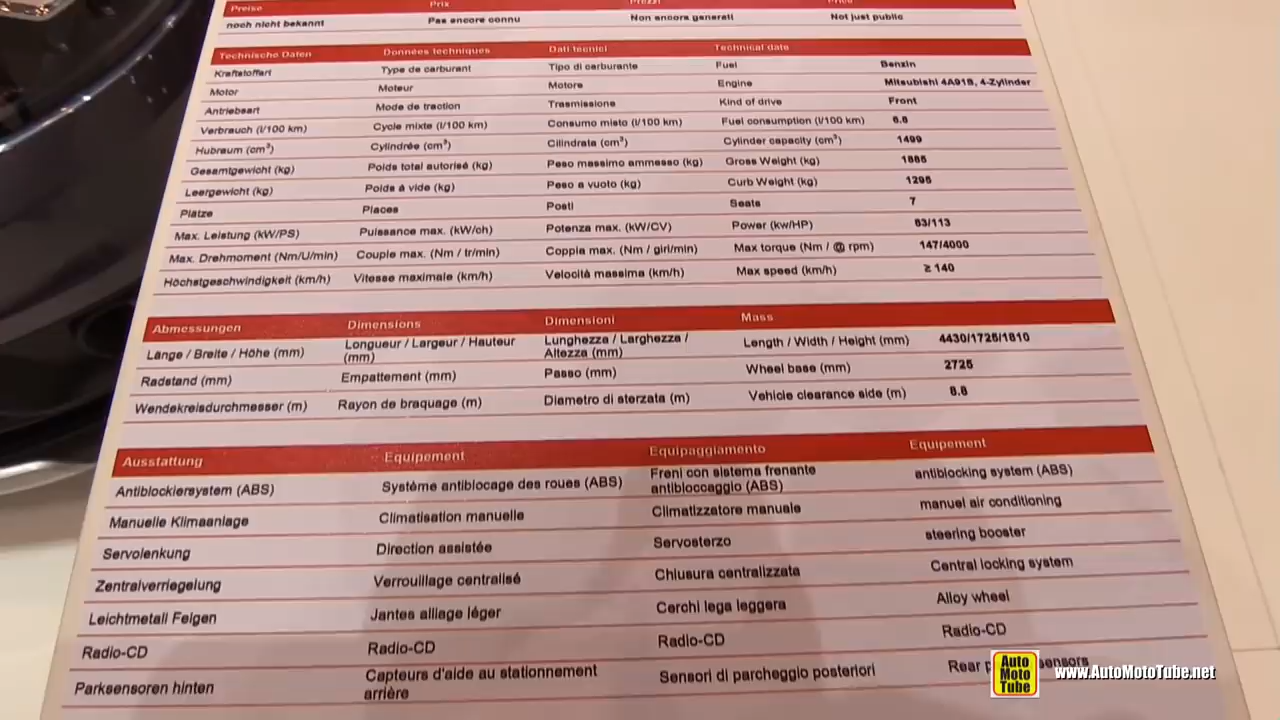 Preise Prix Prezzi Price
noch nicht bekannt Pas encore connu Non ancora generati Not just public
Technische Daten Données techniques Dati tecnici Technical date
Kraftstoffart Type de carburant Tipo di carburante Fuel Benzin
Motor Moteur Motore Engine Mitsubishi 4A91S, 4-Zylinder
Antriebsart Mode de traction Trasmissione Kind of drive Front
Verbrauch (l/100 km) Cycle mixte (l/100 km) Consumo misto (l/100 km) Fuel consumption (l/100 km) 6.8
Hubraum (cm³) Cylindrée (cm³) Cilindrata (cm³) Cylinder capacity (cm³) 1499
Gesamtgewicht (kg) Poids total autorisé (kg) Peso massimo ammesso (kg) Gross Weight (kg) 1885
Leergewicht (kg) Poids à vide (kg) Peso a vuoto (kg) Curb Weight (kg) 1295
Plätze Places Posti Seats 7
Max. Leistung (kW/PS) Puissance max. (kW/ch) Potenza max. (kW/CV) Power (kw/HP) 83/113
Max. Drehmoment (Nm/U/min) Couple max. (Nm / tr/min) Coppia max. (Nm / giri/min) Max torque (Nm / @ rpm) 147/4000
Höchstgeschwindigkeit (km/h) Vitesse maximale (km/h) Velocità massima (km/h) Max speed (km/h) ≥ 140
Abmessungen Dimensions Dimensioni Mass
Länge / Breite / Höhe (mm) Longueur / Largeur / Hauteur (mm) Lunghezza / Larghezza / Altezza (mm) Length / Width / Height (mm) 4430/1725/1810
Radstand (mm) Empattement (mm) Passo (mm) Wheel base (mm) 2725
Wendekreisdurchmesser (m) Rayon de braquage (m) Diametro di sterzata (m) Vehicle clearance side (m) 8.8
Ausstattung Equipement Equipaggiamento Equipement
Antiblockiersystem (ABS) Système antiblocage des roues (ABS) Freni con sistema frenante antibloccaggio (ABS) antiblocking system (ABS)
Manuelle Klimaanlage Climatisation manuelle Climatizzatore manuale manuel air conditioning
Servolenkung Direction assistée Servosterzo steering booster
Zentralverriegelung Verrouillage centralisé Chiusura centralizzata Central locking system
Leichtmetall Felgen Jantes alliage léger Cerchi lega leggera Alloy wheel
Radio-CD Radio-CD Radio-CD Radio-CD
Parksensoren hinten Capteurs d'aide au stationnement arrière Sensori di parcheggio posteriori Rear sensors
Auto Moto Tube www.AutoMotoTube.net